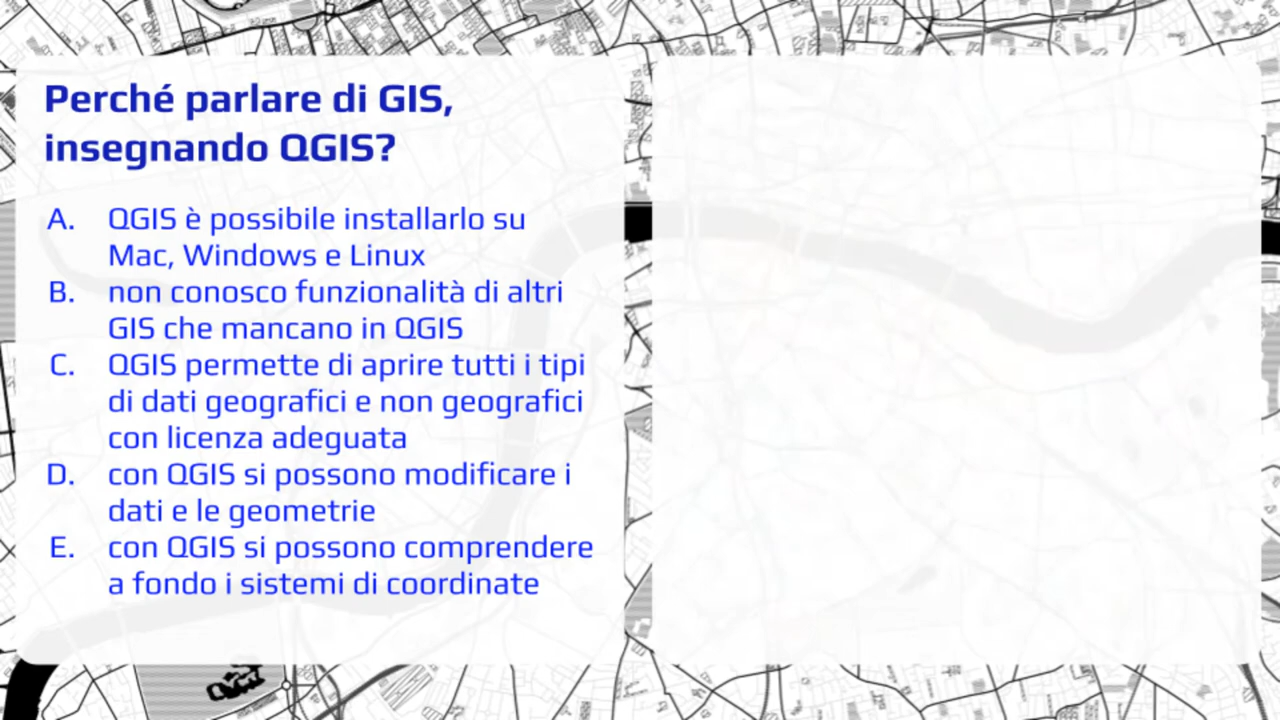 Perché parlare di GIS,
insegnando QGIS?
A. QGIS è possibile installarlo su
Mac, Windows e Linux
B. non conosco funzionalità di altri
GIS che mancano in QGIS
C. QGIS permette di aprire tutti i tipi
di dati geografici e non geografici
con licenza adeguata
D. con QGIS si possono modificare i
dati e le geometrie
E. con QGIS si possono comprendere
a fondo i sistemi di coordinate